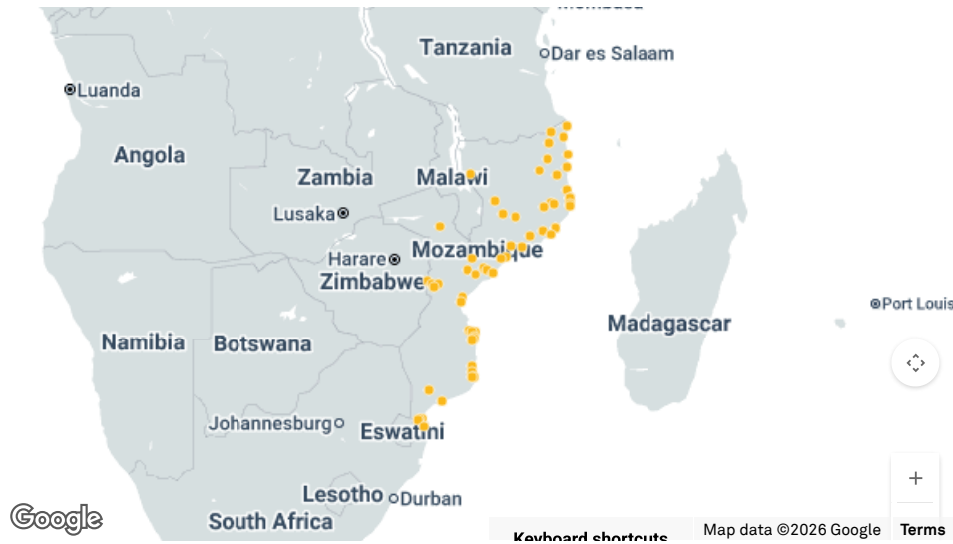 Tanzania
Dar es Salaam
Luanda
Angola
Zambia
Malawi
Lusaka
Mozambique
Harare
Zimbabwe
Port Louis
Madagascar
Namibia
Botswana
Johannesburg
Eswatini
Lesotho
Durban
South Africa
Google
Keyboard shortcuts
Map data ©2026 Google
Terms